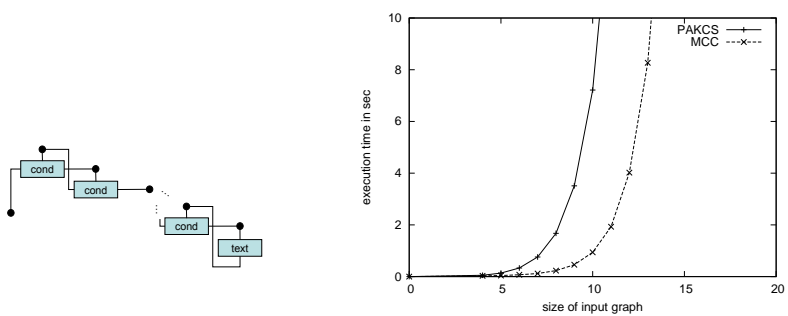 cond
cond
cond
text
10
8
6
4
2
0
0
5
10
15
20
execution time in sec
size of input graph
PAKCS
MCC